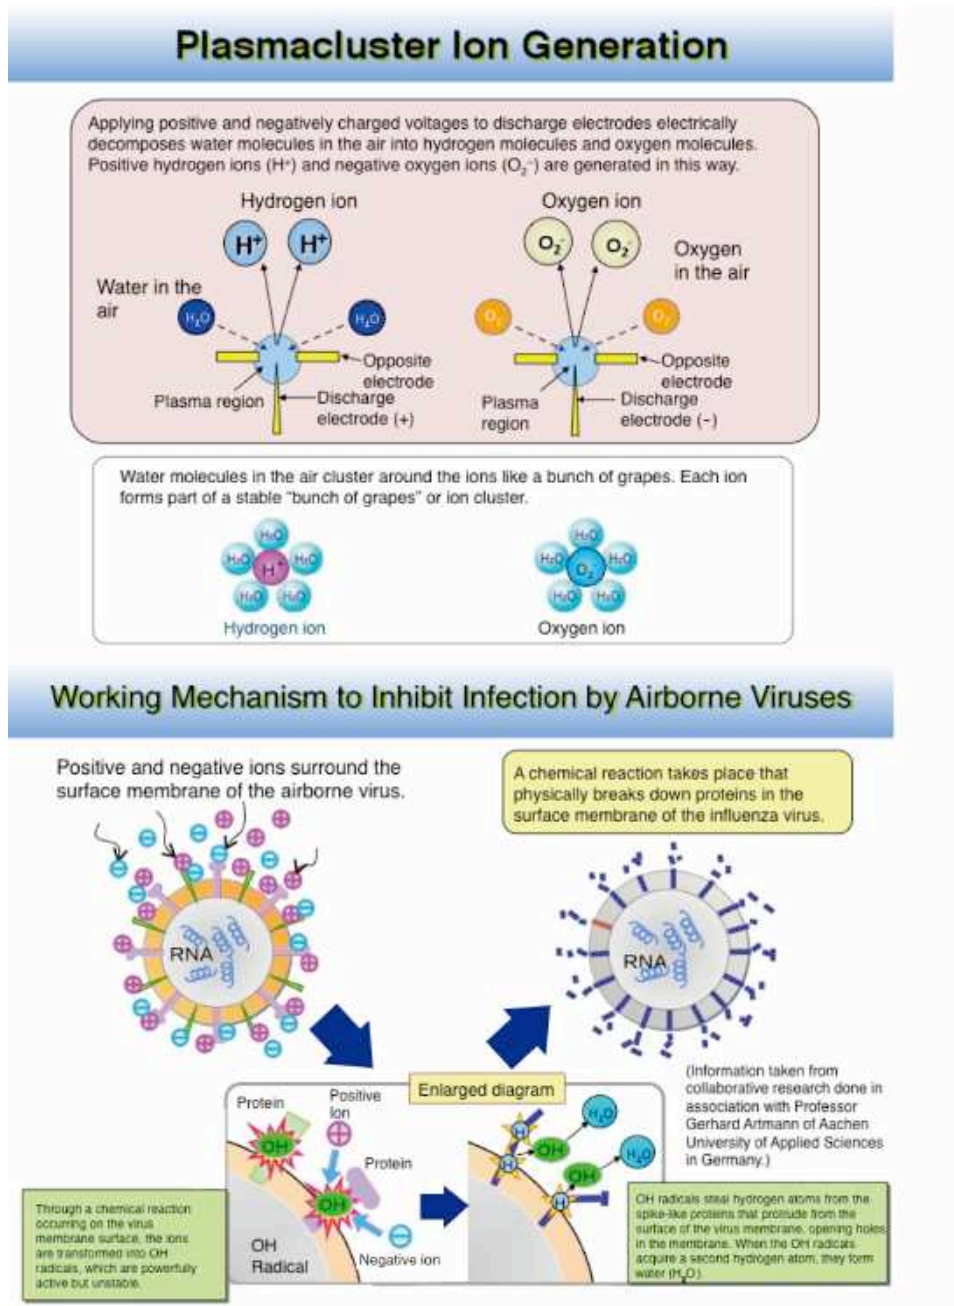 Plasmacluster Ion Generation
Applying positive and negatively charged voltages to discharge electrodes electrically
decomposes water molecules in the air into hydrogen molecules and oxygen molecules.
Positive hydrogen ions (H⁺) and negative oxygen ions (O₂⁻) are generated in this way.
Hydrogen ion
H⁺ H⁺
Water in the
air
H₂O H₂O
Opposite
electrode
Plasma region
Discharge
electrode (+)
Oxygen ion
O₂⁻ O₂⁻
Oxygen
in the air
O₂ O₂
Opposite
electrode
Plasma
region
Discharge
electrode (-)
Water molecules in the air cluster around the ions like a bunch of grapes. Each ion
forms part of a stable "bunch of grapes" or ion cluster.
H₂O
H₂O H⁺ H₂O
H₂O H₂O
Hydrogen ion
H₂O
H₂O O₂⁻ H₂O
H₂O H₂O
Oxygen ion
Working Mechanism to Inhibit Infection by Airborne Viruses
Positive and negative ions surround the
surface membrane of the airborne virus.
RNA
A chemical reaction takes place that
physically breaks down proteins in the
surface membrane of the influenza virus.
RNA
(Information taken from
collaborative research done in
association with Professor
Gerhard Artmann of Aachen
University of Applied Sciences
in Germany.)
Enlarged diagram
Protein
Positive
Ion
OH
Protein
OH
OH
Radical
Negative ion
H
H
OH
H₂O
OH
H₂O
H
Through a chemical reaction
occurring on the virus
membrane surface, the ions
are transformed into OH
radicals, which are powerfully
active but unstable.
OH radicals steal hydrogen atoms from the
spike-like proteins that protrude from the
surface of the virus membrane, opening holes
in the membrane. When the OH radicals
acquire a second hydrogen atom, they form
water (H₂O).